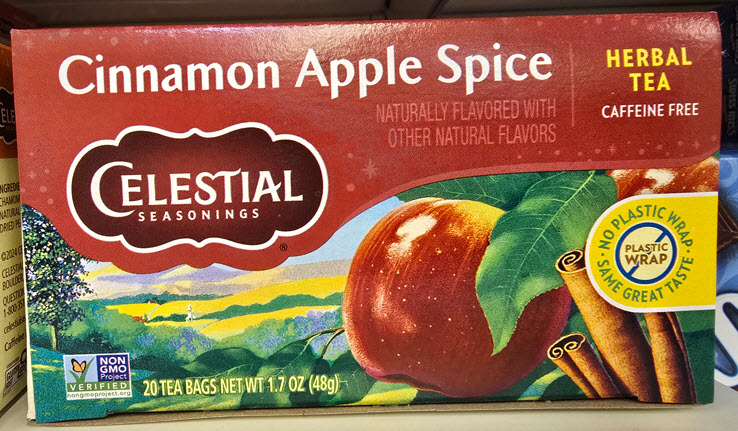 Cinnamon Apple Spice
HERBAL
TEA
CAFFEINE FREE
NATURALLY FLAVORED WITH
OTHER NATURAL FLAVORS
CELESTIAL
SEASONINGS
®
NO PLASTIC WRAP •
PLASTIC
WRAP
SAME GREAT TASTE •
NON
GMO
Project
VERIFIED
nongmoproject.org
20 TEA BAGS NET WT 1.7 OZ (48g)